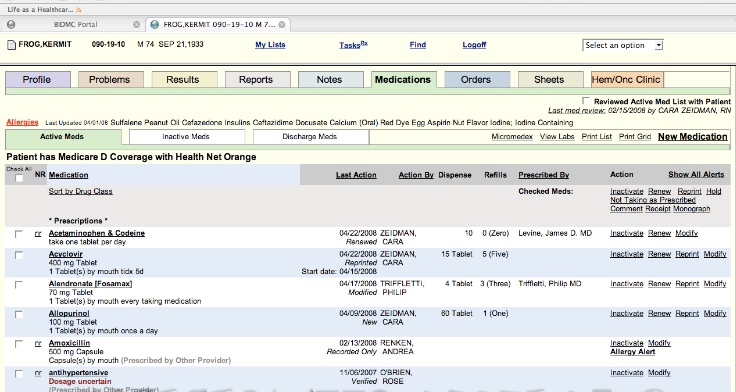 Life as a Healthcar...
BIDMC Portal
FROG,KERMIT 090-19-10 M 7...
FROG,KERMIT 090-19-10 M 74 SEP 21,1933 My Lists TasksRx Find Logoff Select an option
Profile Problems Results Reports Notes Medications Orders Sheets Hem/Onc Clinic
Reviewed Active Med List with Patient
Last med review: 02/15/2008 by CARA ZEIDMAN, RN
Allergies Last Updated 04/01/08 Sulfalene Peanut Oil Cefazedone Insulins Ceftazidime Docusate Calcium (Oral) Red Dye Egg Aspirin Nut Flavor Iodine; Iodine Containing
Active Meds Inactive Meds Discharge Meds Micromedex View Labs Print List Print Grid New Medication
Patient has Medicare D Coverage with Health Net Orange
Check All NR Medication Last Action Action By Dispense Refills Prescribed By Action Show All Alerts
Sort by Drug Class Checked Meds: Inactivate Renew Reprint Hold
Not Taking as Prescribed
Comment Receipt Monograph
* Prescriptions *
nr Acetaminophen & Codeine 04/22/2008 ZEIDMAN, 10 0 (Zero) Levine, James D. MD Inactivate Renew Modify
take one tablet per day Renewed CARA
Acyclovir 04/22/2008 ZEIDMAN, 15 Tablet 5 (Five) Inactivate Renew Reprint Modify
400 mg Tablet Reprinted CARA
1 Tablet(s) by mouth tick 5d Start date: 04/15/2008
Alendronate [Fosamax] 04/17/2008 TRIFFLETTI, 4 Tablet 3 (Three) Triffletti, Philip MD Inactivate Renew Reprint Modify
70 mg Tablet Modified PHILIP
1 Tablet(s) by mouth every taking medication
Allopurinol 04/09/2008 ZEIDMAN, 60 Tablet 1 (One) Inactivate Renew Reprint Modify
100 mg Tablet New CARA
1 Tablet(s) by mouth once a day
nr Amoxicillin 02/13/2008 RENKEN, Inactivate Modify
500 mg Capsule Recorded Only ANDREA Allergy Alert
Capsule(s) by mouth (Prescribed by Other Provider)
nr antihypertensive 11/06/2007 O'BRIEN, Inactivate Modify
Dosage uncertain Verified ROSE
(Prescribed by Other Provider)